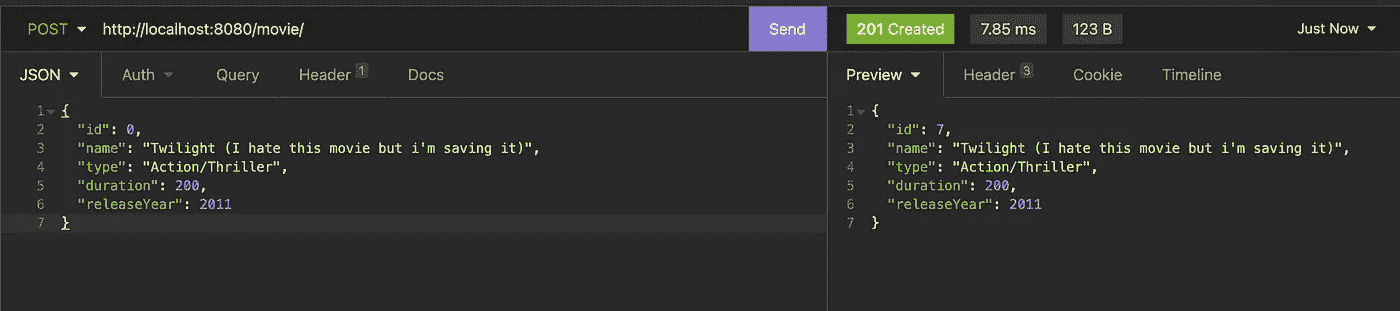 POST http://localhost:8080/movie/ Send 201 Created 7.85 ms 123 B Just Now
JSON Auth Query Header 1 Docs Preview Header 3 Cookie Timeline
1 {
2 "id": 0,
3 "name": "Twilight (I hate this movie but i'm saving it)",
4 "type": "Action/Thriller",
5 "duration": 200,
6 "releaseYear": 2011
7 }
1 {
2 "id": 7,
3 "name": "Twilight (I hate this movie but i'm saving it)",
4 "type": "Action/Thriller",
5 "duration": 200,
6 "releaseYear": 2011
7 }